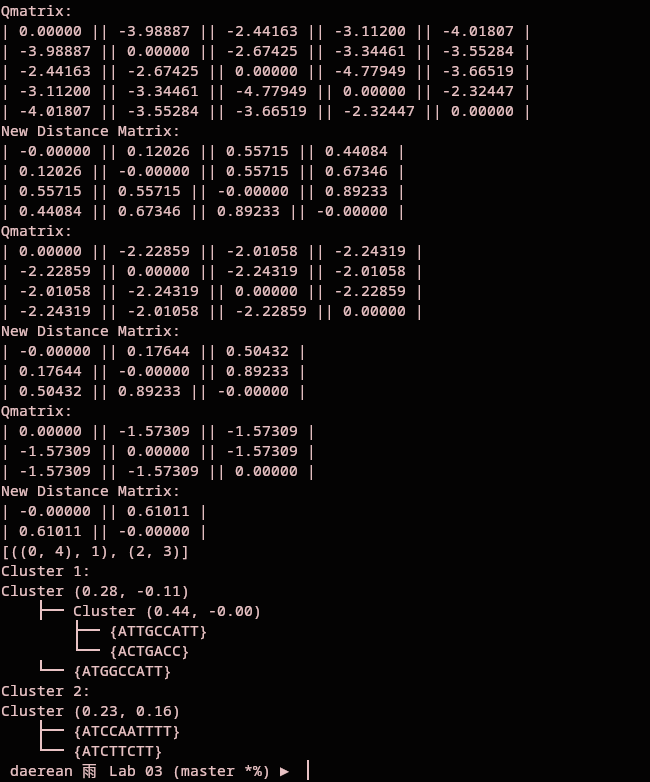 Qmatrix:
| 0.00000 || -3.98887 || -2.44163 || -3.11200 || -4.01807 |
| -3.98887 || 0.00000 || -2.67425 || -3.34461 || -3.55284 |
| -2.44163 || -2.67425 || 0.00000 || -4.77949 || -3.66519 |
| -3.11200 || -3.34461 || -4.77949 || 0.00000 || -2.32447 |
| -4.01807 || -3.55284 || -3.66519 || -2.32447 || 0.00000 |
New Distance Matrix:
| -0.00000 || 0.12026 || 0.55715 || 0.44084 |
| 0.12026 || -0.00000 || 0.55715 || 0.67346 |
| 0.55715 || 0.55715 || -0.00000 || 0.89233 |
| 0.44084 || 0.67346 || 0.89233 || -0.00000 |
Qmatrix:
| 0.00000 || -2.22859 || -2.01058 || -2.24319 |
| -2.22859 || 0.00000 || -2.24319 || -2.01058 |
| -2.01058 || -2.24319 || 0.00000 || -2.22859 |
| -2.24319 || -2.01058 || -2.22859 || 0.00000 |
New Distance Matrix:
| -0.00000 || 0.17644 || 0.50432 |
| 0.17644 || -0.00000 || 0.89233 |
| 0.50432 || 0.89233 || -0.00000 |
Qmatrix:
| 0.00000 || -1.57309 || -1.57309 |
| -1.57309 || 0.00000 || -1.57309 |
| -1.57309 || -1.57309 || 0.00000 |
New Distance Matrix:
| -0.00000 || 0.61011 |
| 0.61011 || -0.00000 |
[((0, 4), 1), (2, 3)]
Cluster 1:
Cluster (0.28, -0.11)
├── Cluster (0.44, -0.00)
├── {ATTGCCATT}
└── {ACTGACC}
└── {ATGGCCATT}
Cluster 2:
Cluster (0.23, 0.16)
├── {ATCCAATTTT}
└── {ATCTTCTT}
daerean 雨 Lab 03 (master *%) ►